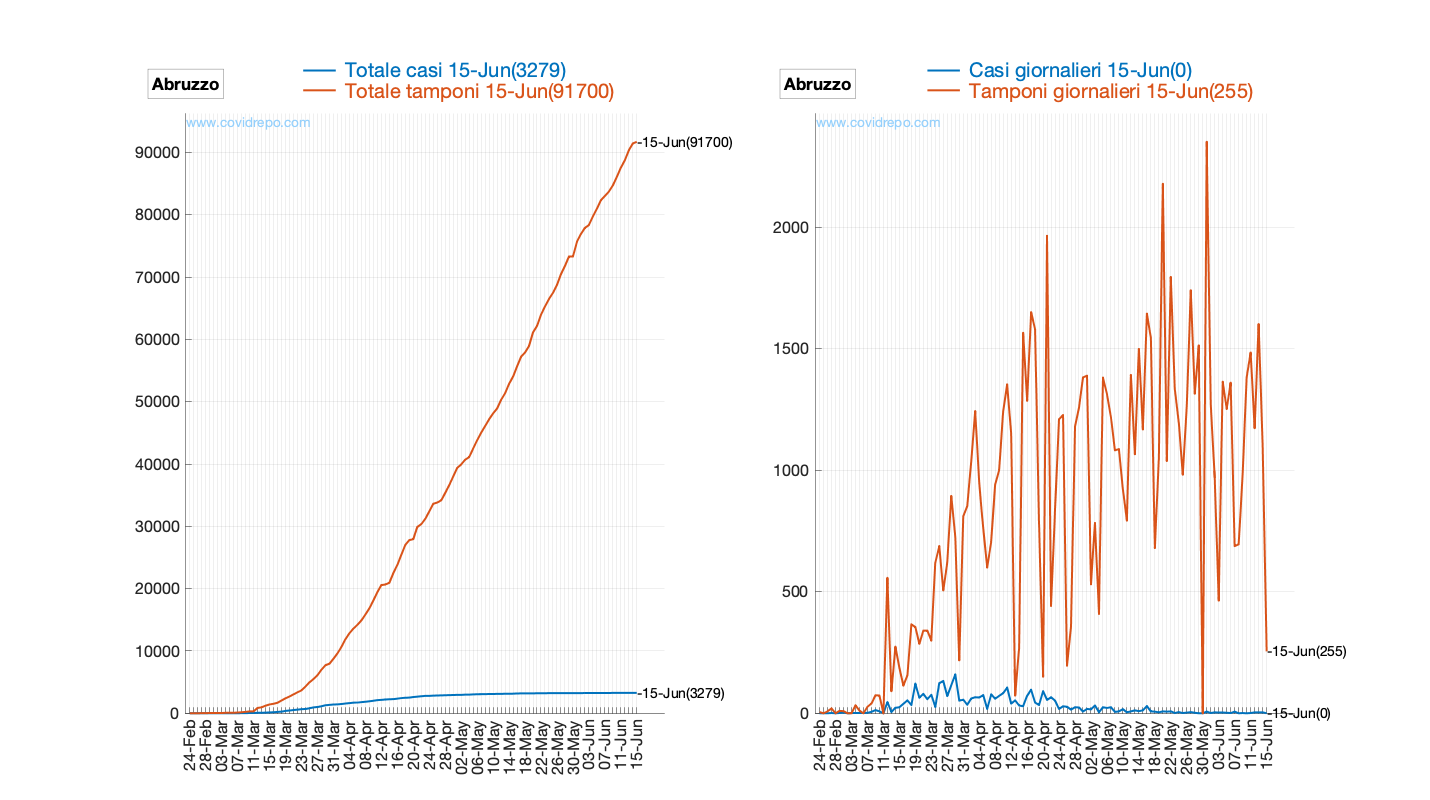 Abruzzo
Totale casi 15-Jun(3279)
Totale tamponi 15-Jun(91700)
www.covidrepo.com
90000
80000
70000
60000
50000
40000
30000
20000
10000
0
-15-Jun(91700)
-15-Jun(3279)
24-Feb
28-Feb
03-Mar
07-Mar
11-Mar
15-Mar
19-Mar
23-Mar
27-Mar
31-Mar
04-Apr
08-Apr
12-Apr
16-Apr
20-Apr
24-Apr
28-Apr
02-May
06-May
10-May
14-May
18-May
22-May
26-May
30-May
03-Jun
07-Jun
11-Jun
15-Jun
Abruzzo
Casi giornalieri 15-Jun(0)
Tamponi giornalieri 15-Jun(255)
www.covidrepo.com
2000
1500
1000
500
0
-15-Jun(255)
-15-Jun(0)
24-Feb
28-Feb
03-Mar
07-Mar
11-Mar
15-Mar
19-Mar
23-Mar
27-Mar
31-Mar
04-Apr
08-Apr
12-Apr
16-Apr
20-Apr
24-Apr
28-Apr
02-May
06-May
10-May
14-May
18-May
22-May
26-May
30-May
03-Jun
07-Jun
11-Jun
15-Jun